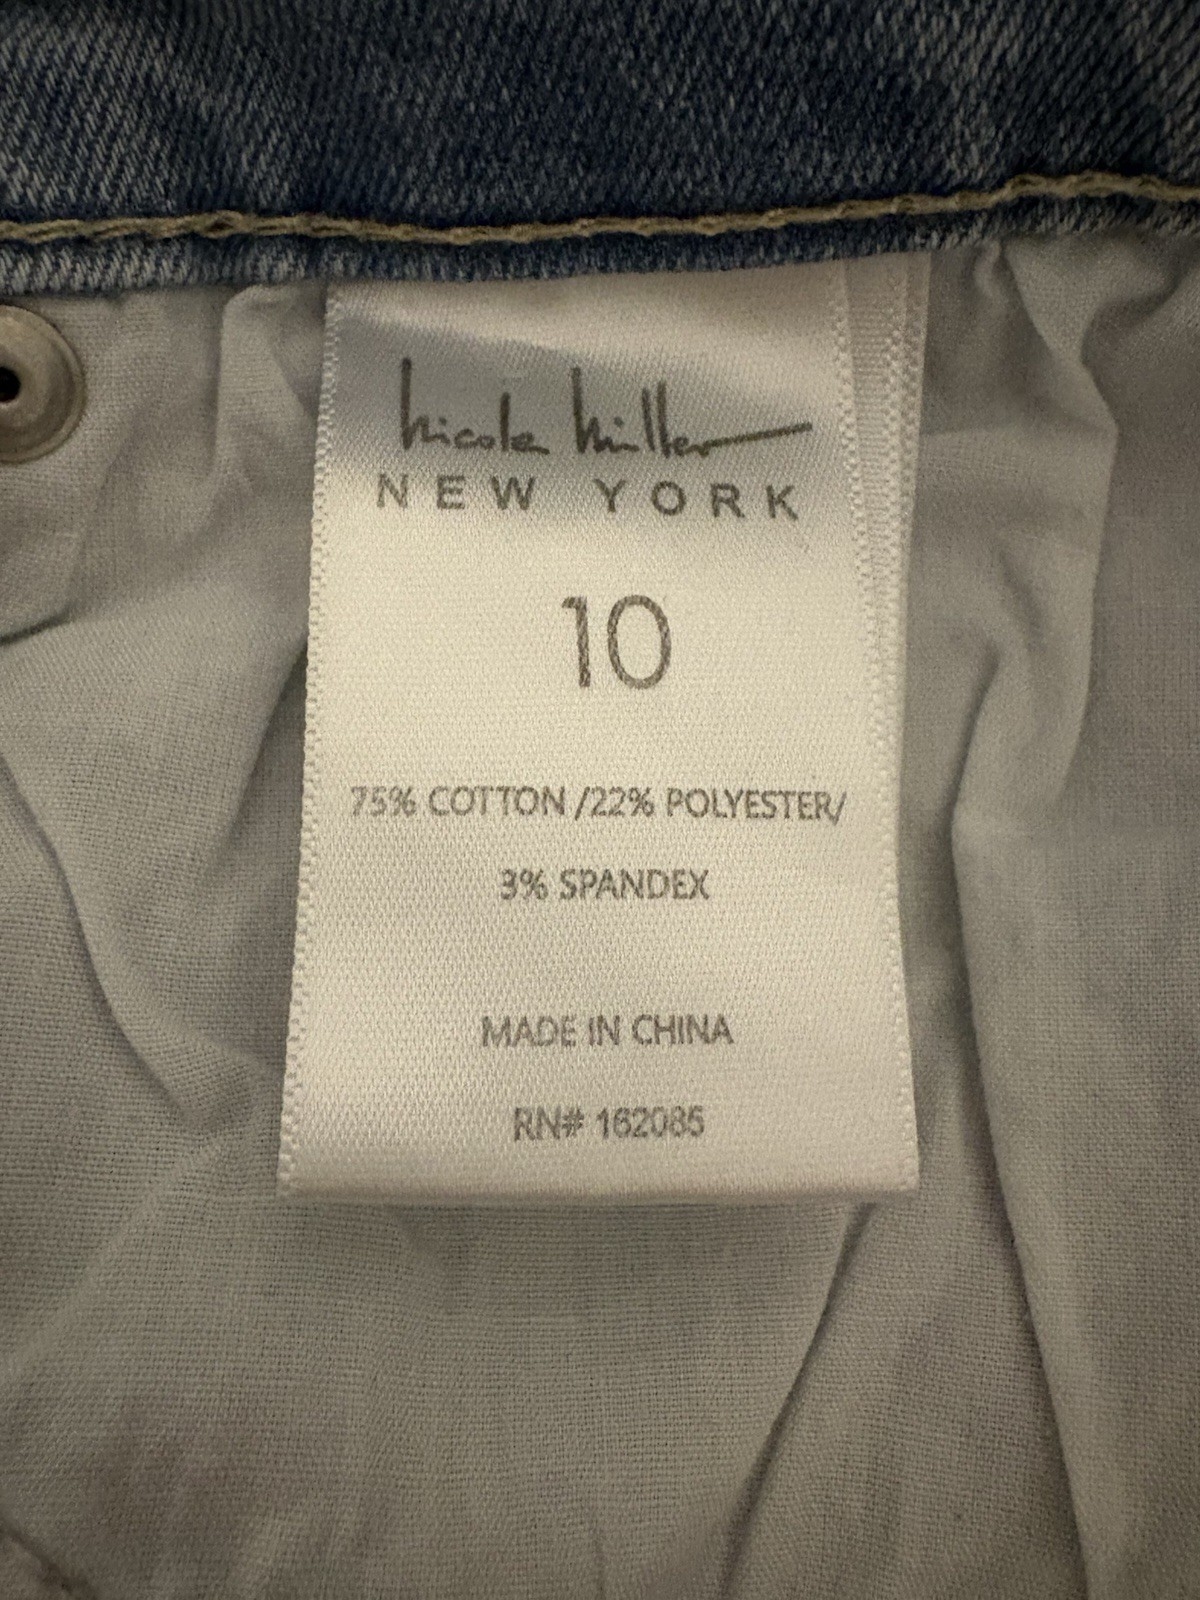 nicole miller
NEW YORK
10
75% COTTON /22% POLYESTER/
3% SPANDEX
MADE IN CHINA
RN# 162085